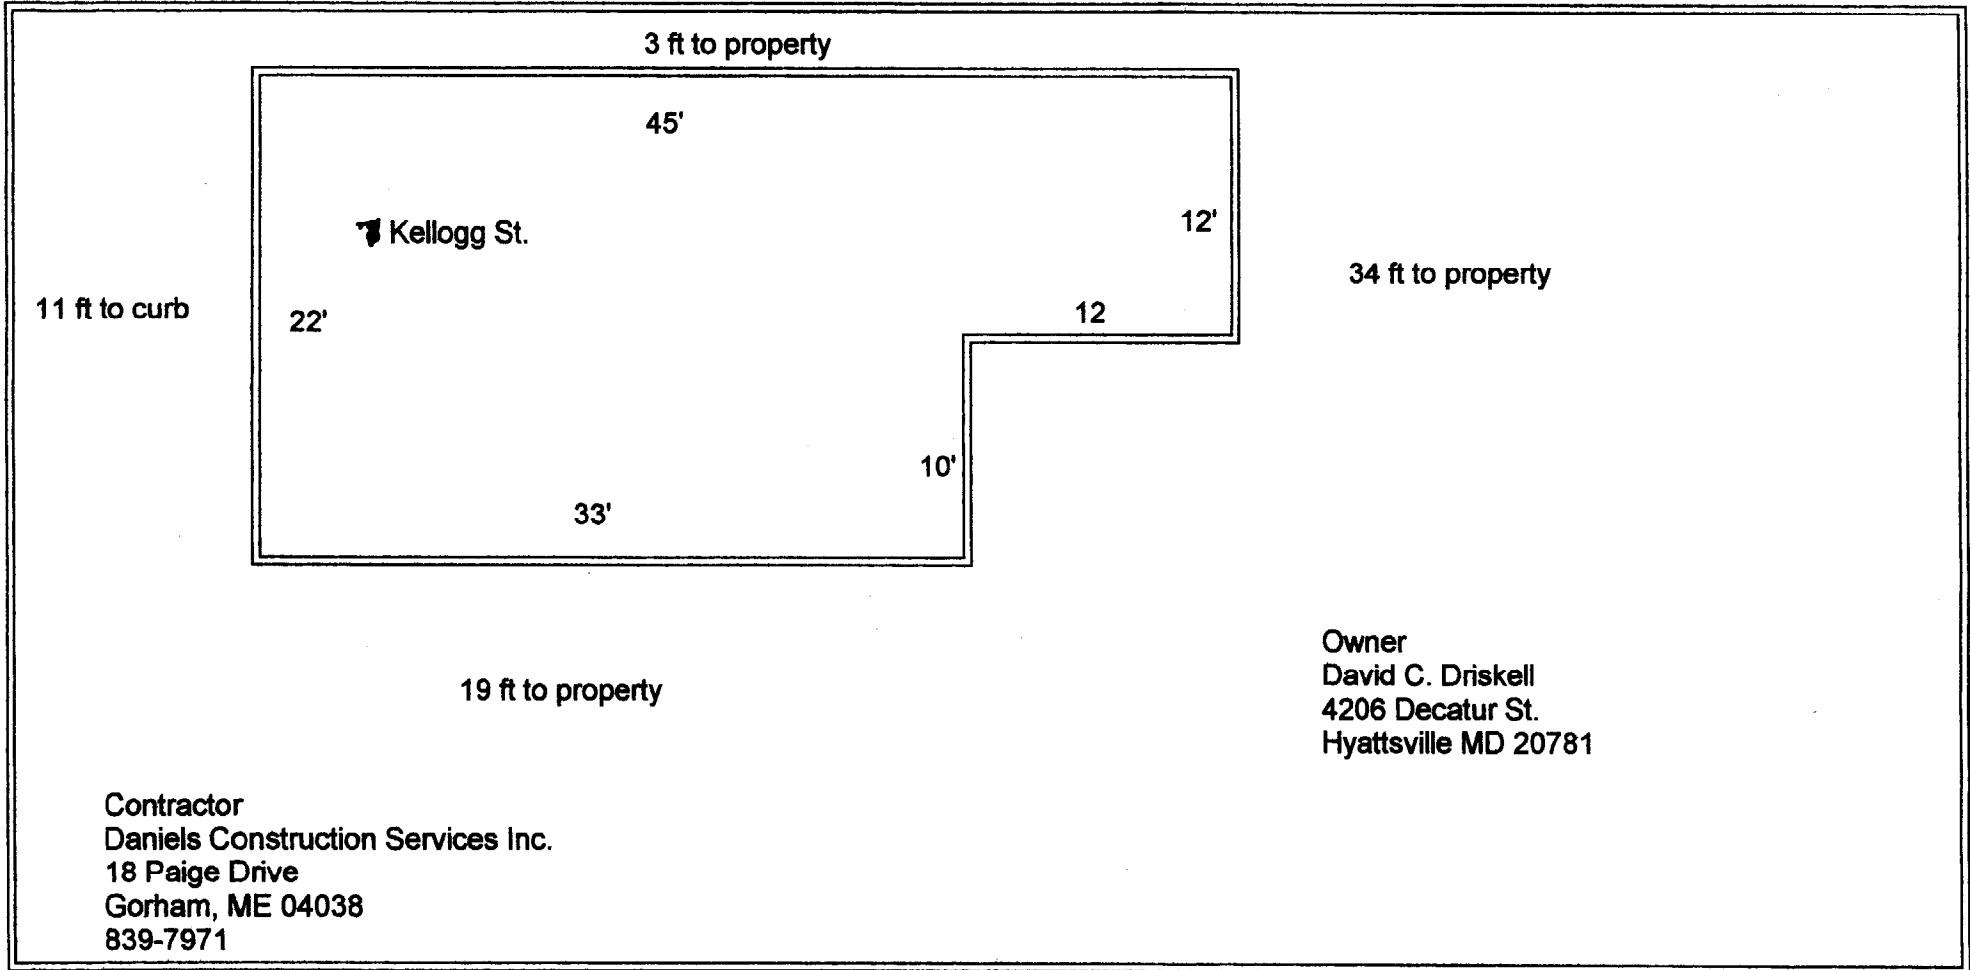 3 ft to property
45'
12'
Kellogg St.
34 ft to property
11 ft to curb
22'
12
10'
33'
19 ft to property
Owner
David C. Driskell
4206 Decatur St.
Hyattsville MD 20781
Contractor
Daniels Construction Services Inc.
18 Paige Drive
Gorham, ME 04038
839-7971